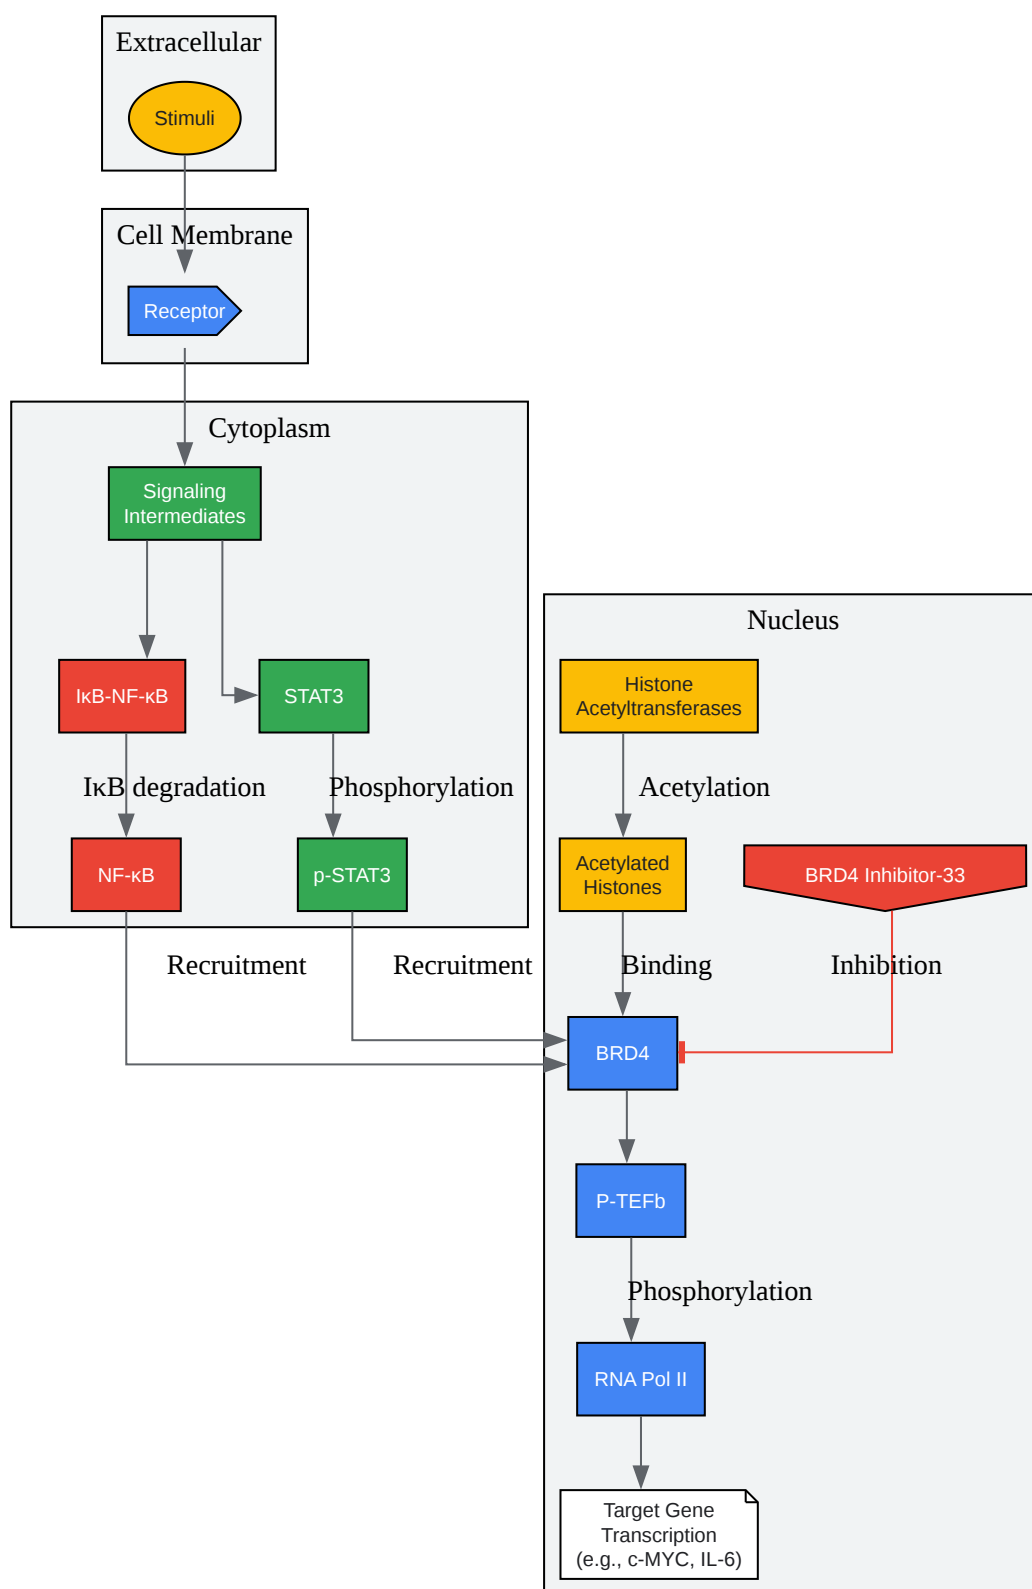 Extracellular
Stimuli
Cell Membrane
Receptor
Cytoplasm
Signaling
Intermediates
Nucleus
IκB-NF-κB
STAT3
Histone
Acetyltransferases
IκB degradation
Phosphorylation
Acetylation
NF-κB
p-STAT3
Acetylated
Histones
BRD4 Inhibitor-33
Recruitment
Recruitment
Binding
Inhibition
BRD4
P-TEFb
Phosphorylation
RNA Pol II
Target Gene
Transcription
(e.g., c-MYC, IL-6)